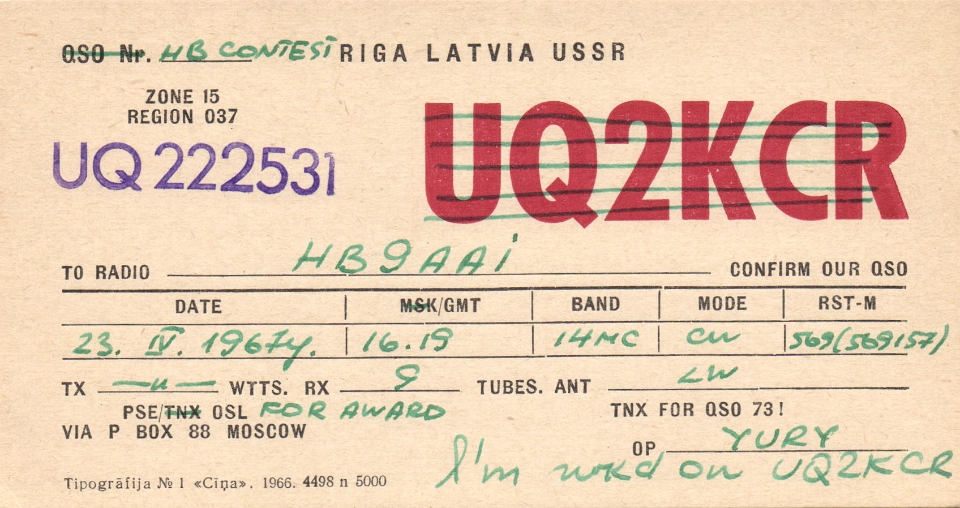 QSO Nr. HB CONTEST RIGA LATVIA USSR
ZONE 15
REGION 037
UQ222531
UQ2KCR
TO RADIO HB9AAI CONFIRM OUR QSO
DATE MSK/GMT BAND MODE RST-M
23. IV. 1967y. 16.19 14MC CW 569(569157)
TX —"— WTTS. RX 9 TUBES. ANT LW
PSE/TNX QSL FOR AWARD TNX FOR QSO 73!
VIA P BOX 88 MOSCOW
OP YURY
I'm wkd on UQ2KCR
Tipogrāfija № 1 «Cīņa». 1966. 4498 n 5000